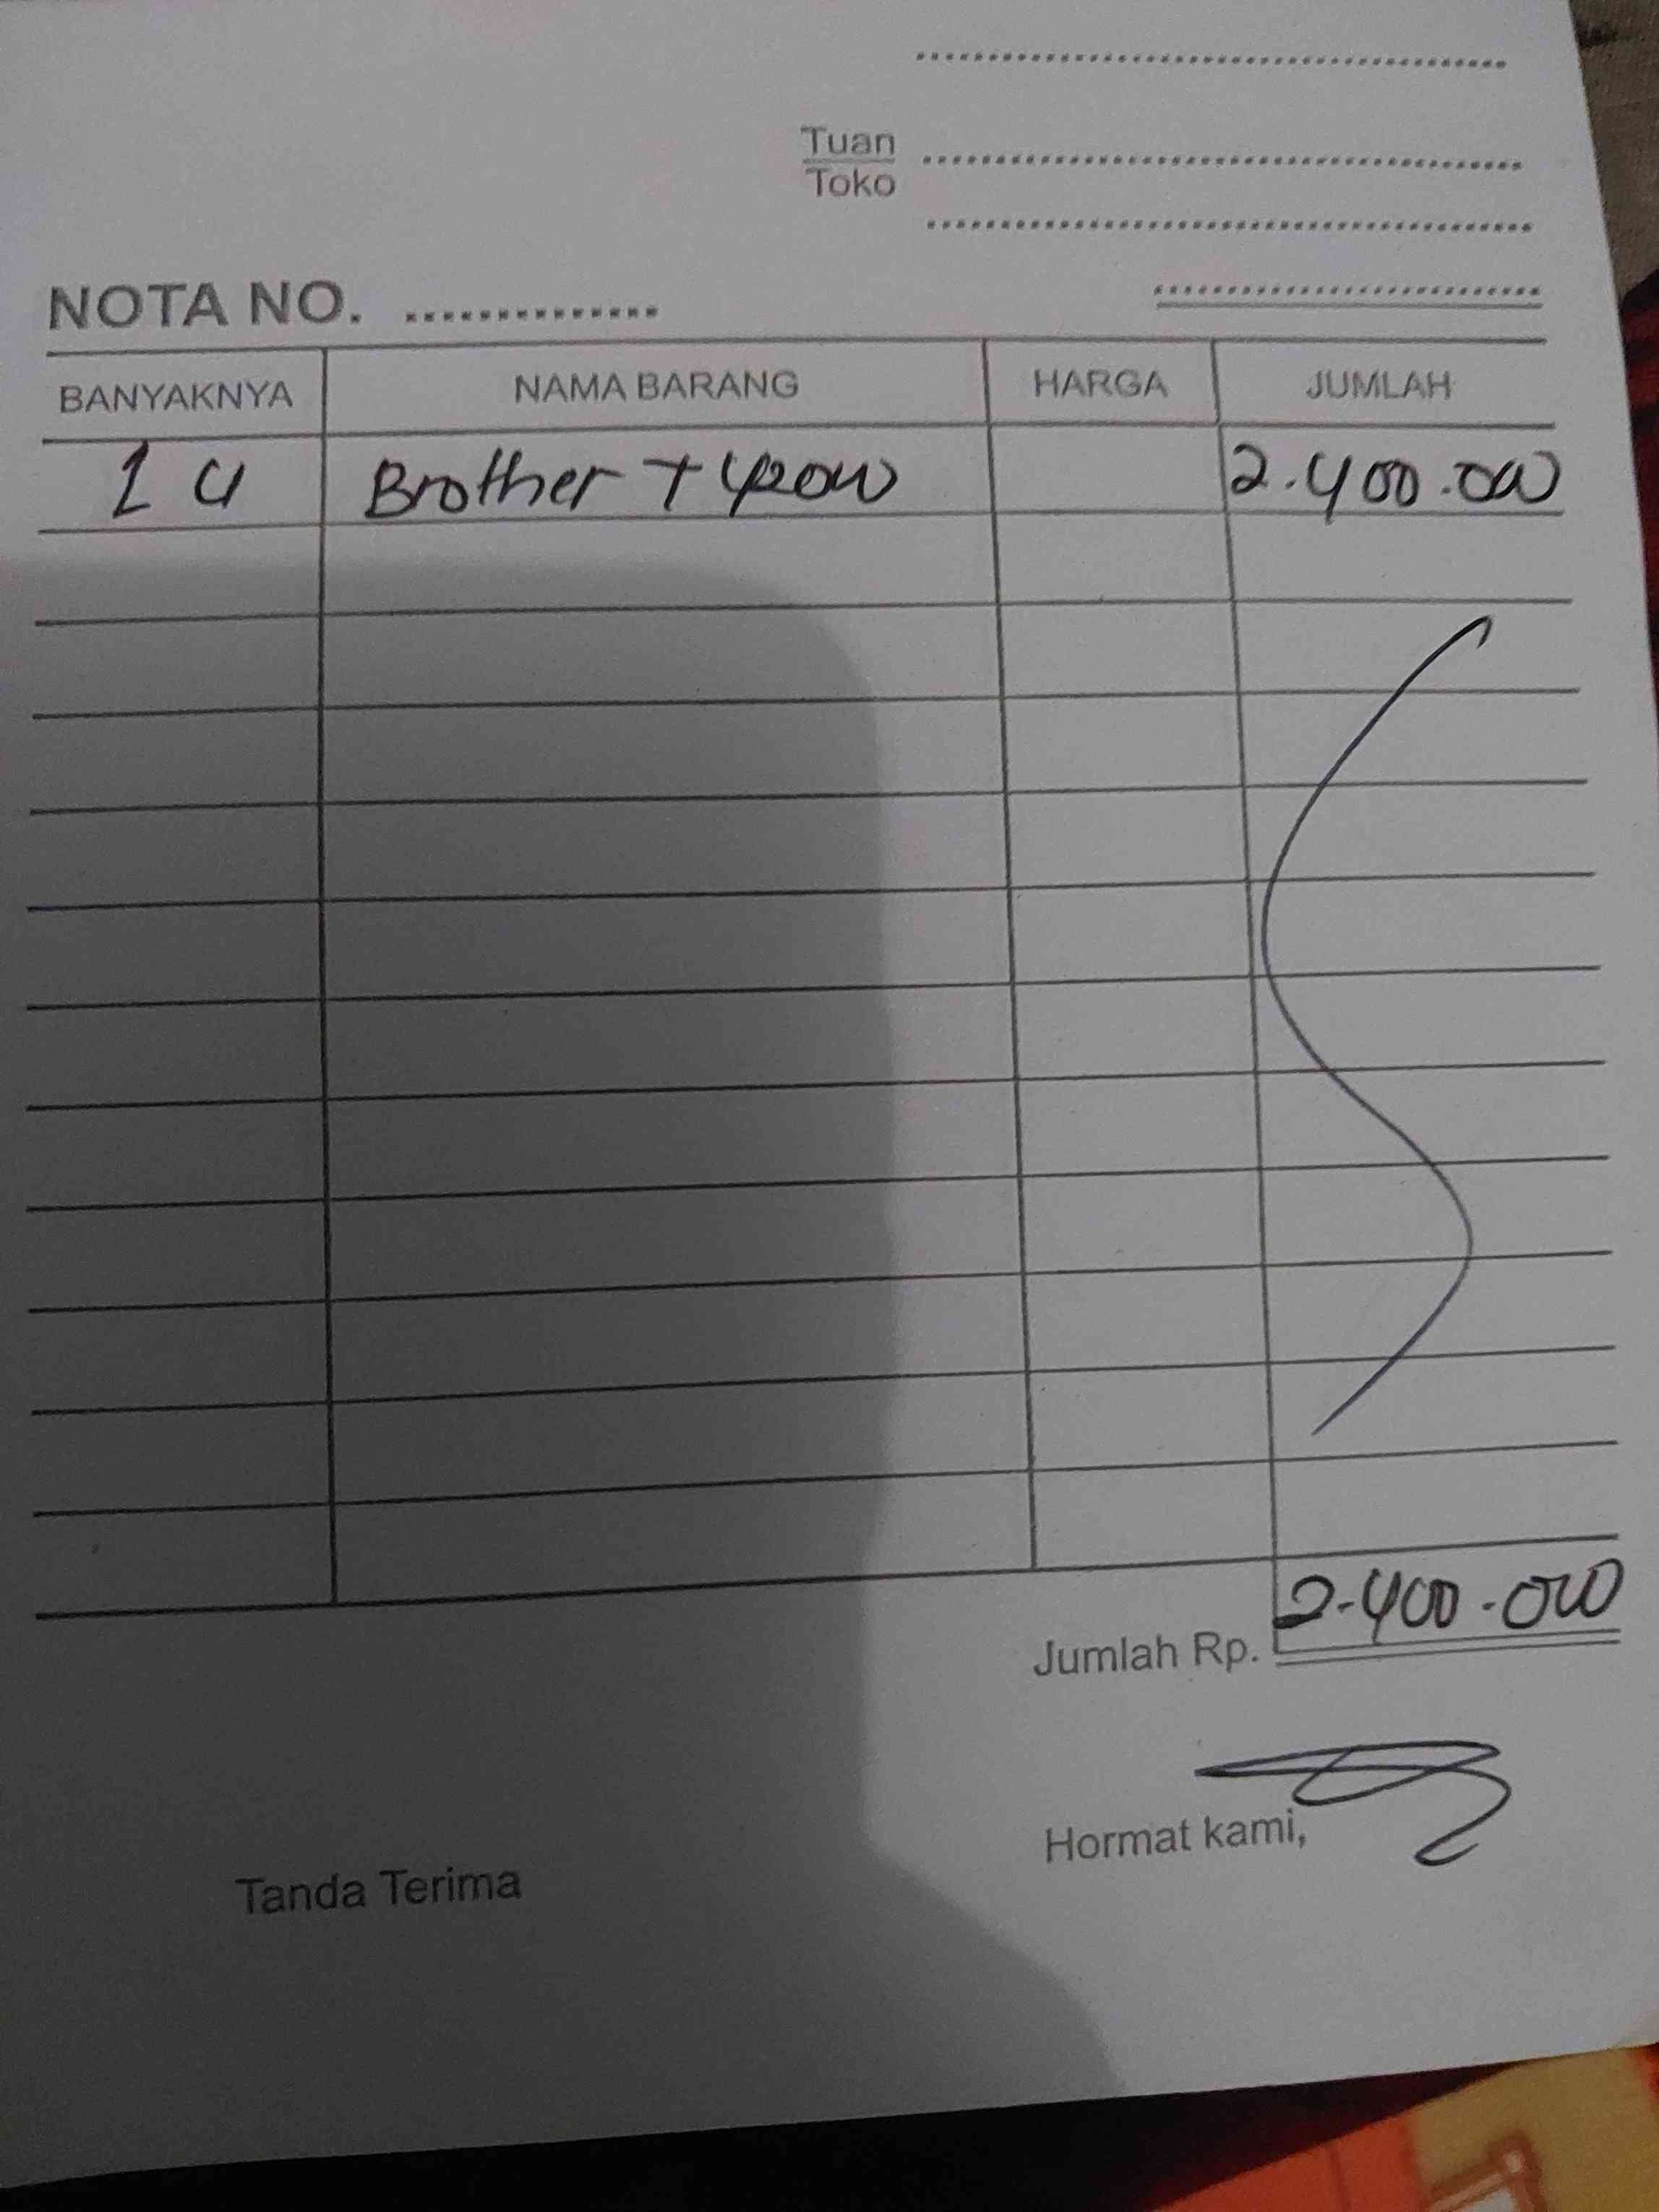 Tuan
Toko
NOTA NO.
BANYAKNYA NAMA BARANG HARGA JUMLAH
1 U Brother T420W 2.400.000
Jumlah Rp. 2.400.000
Hormat kami,
Tanda Terima